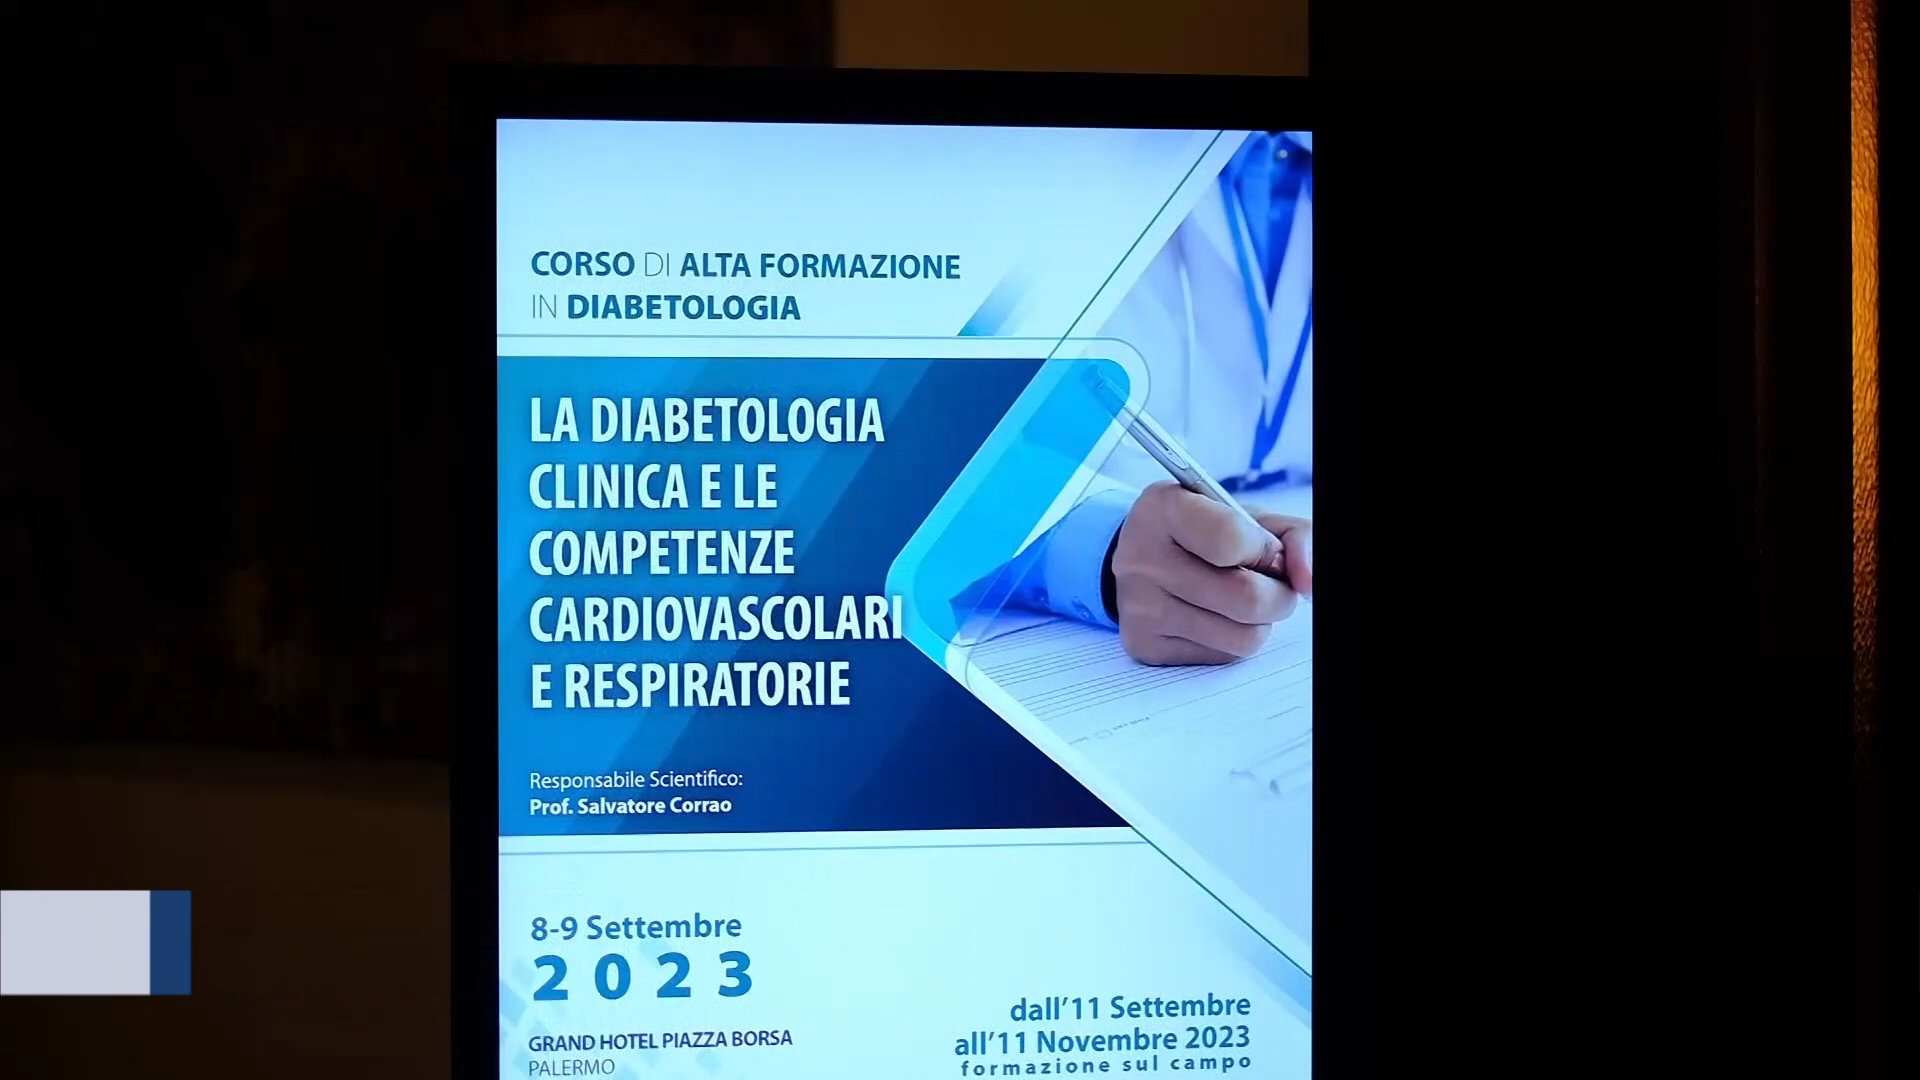 CORSO DI ALTA FORMAZIONE
IN DIABETOLOGIA
LA DIABETOLOGIA
CLINICA E LE
COMPETENZE
CARDIOVASCOLARI
E RESPIRATORIE
Responsabile Scientifico:
Prof. Salvatore Corrao
8-9 Settembre
2023
GRAND HOTEL PIAZZA BORSA
PALERMO
dall'11 Settembre
all'11 Novembre 2023
formazione sul campo